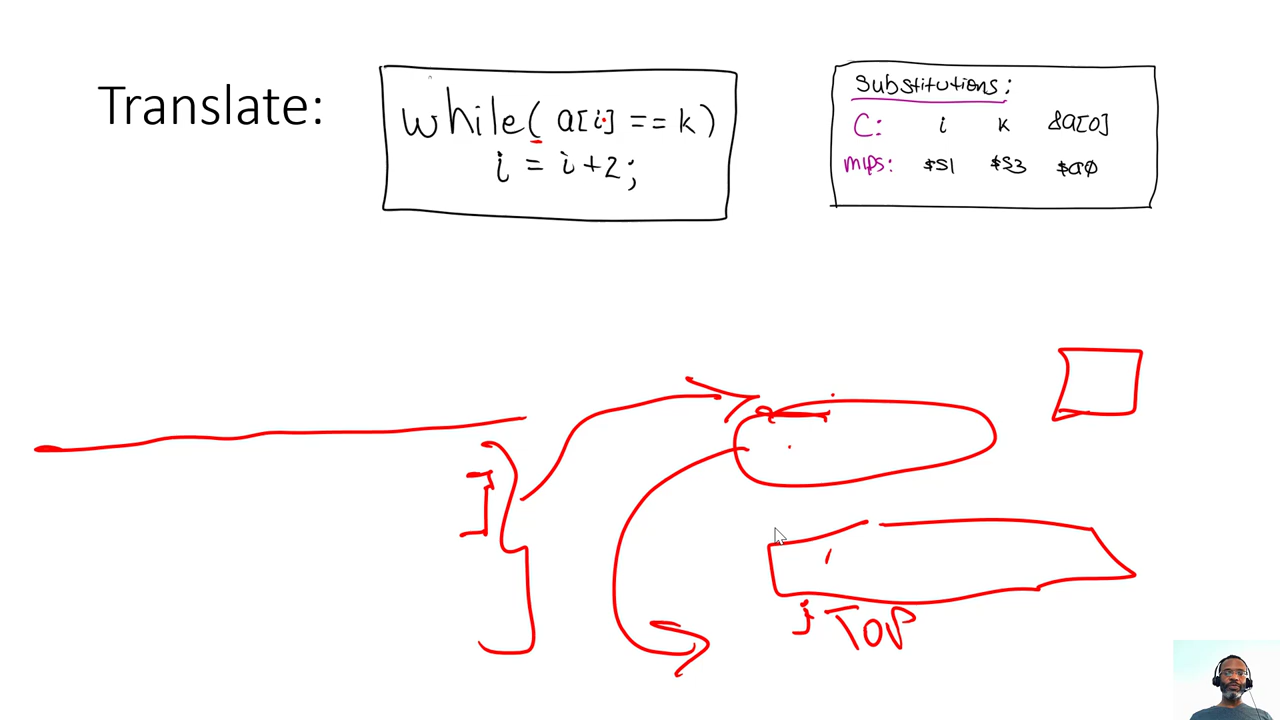 Translate:
while( a[i] == k)
i = i+2;
Substitutions:
C: i k &a[0]
mips: $s1 $s3 $a0
j TOP